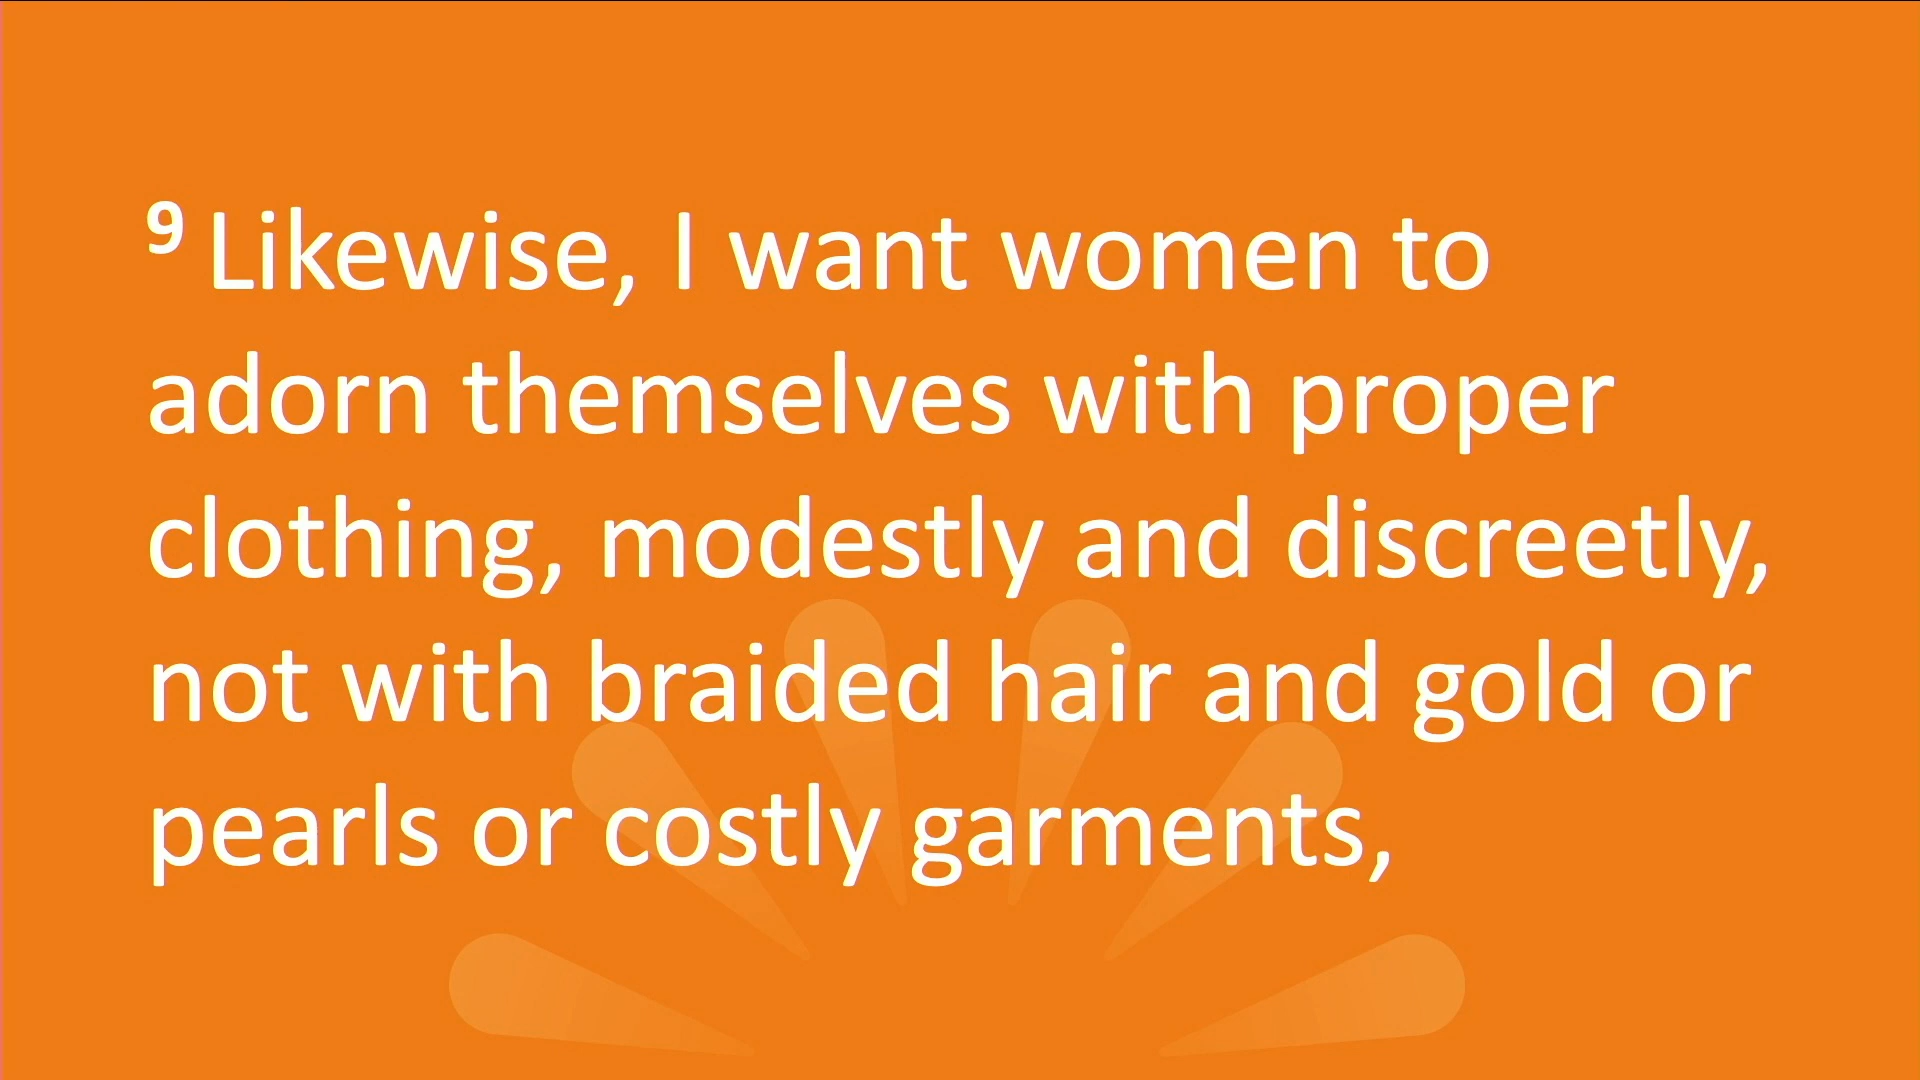 9 Likewise, I want women to
adorn themselves with proper
clothing, modestly and discreetly,
not with braided hair and gold or
pearls or costly garments,